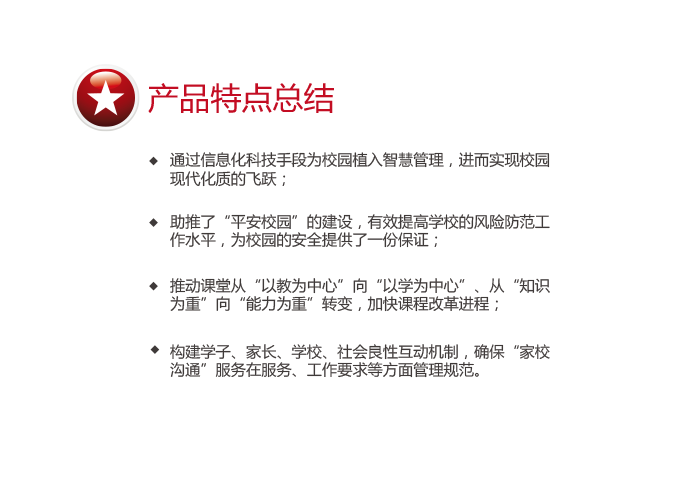 产品特点总结
◆ 通过信息化科技手段为校园植入智慧管理，进而实现校园
现代化质的飞跃；
◆ 助推了“平安校园”的建设，有效提高学校的风险防范工
作水平，为校园的安全提供了一份保证；
◆ 推动课堂从“以教为中心”向“以学为中心”、从“知识
为重”向“能力为重”转变，加快课程改革进程；
◆ 构建学子、家长、学校、社会良性互动机制，确保“家校
沟通”服务在服务、工作要求等方面管理规范。